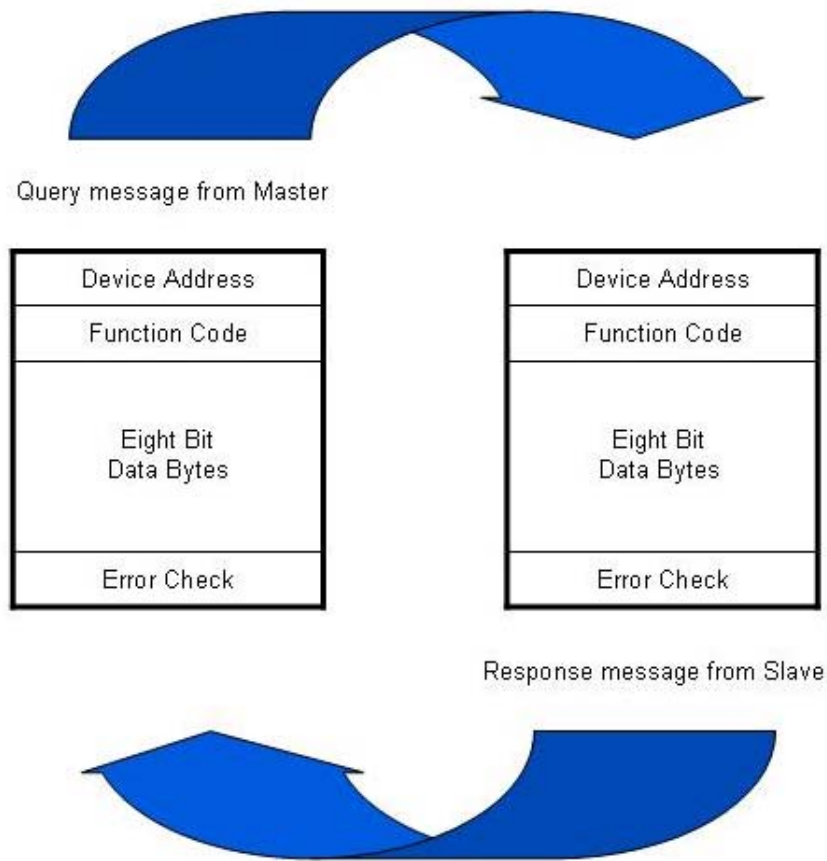 Query message from Master
Device Address
Function Code
Eight Bit
Data Bytes
Error Check
Device Address
Function Code
Eight Bit
Data Bytes
Error Check
Response message from Slave